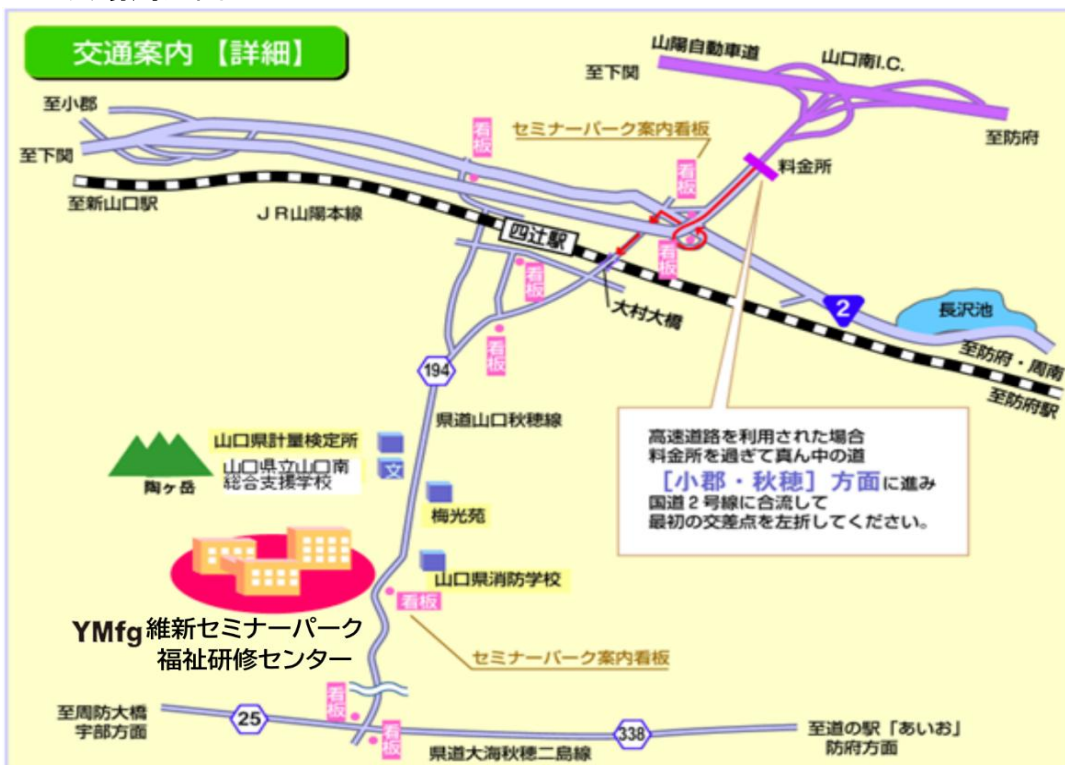 交通案内【詳細】
山陽自動車道
山口南I.C.
至下関
至小郡
至防府
セミナーパーク案内看板
看板
看板
至下関
料金所
至新山口駅
JR山陽本線
四辻駅
看板
看板
大村大橋
2
長沢池
看板
至防府・周南
至防府駅
194
県道山口秋穂線
高速道路を利用された場合
料金所を過ぎて真ん中の道
［小郡・秋穂］方面に進み
国道2号線に合流して
最初の交差点を左折してください。
山口県計量検定所
山口県立山口南
総合支援学校
文
陶ヶ岳
梅光苑
山口県消防学校
看板
YMfg 維新セミナーパーク
福祉研修センター
セミナーパーク案内看板
看板
至周防大橋
宇部方面
25
看板
338
県道大海秋穂二島線
至道の駅「あいお」
防府方面